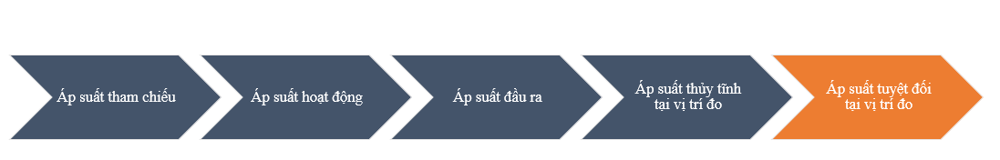 Áp suất tham chiếu
Áp suất hoạt động
Áp suất đầu ra
Áp suất thủy tĩnh
tại vị trí đo
Áp suất tuyệt đối
tại vị trí đo